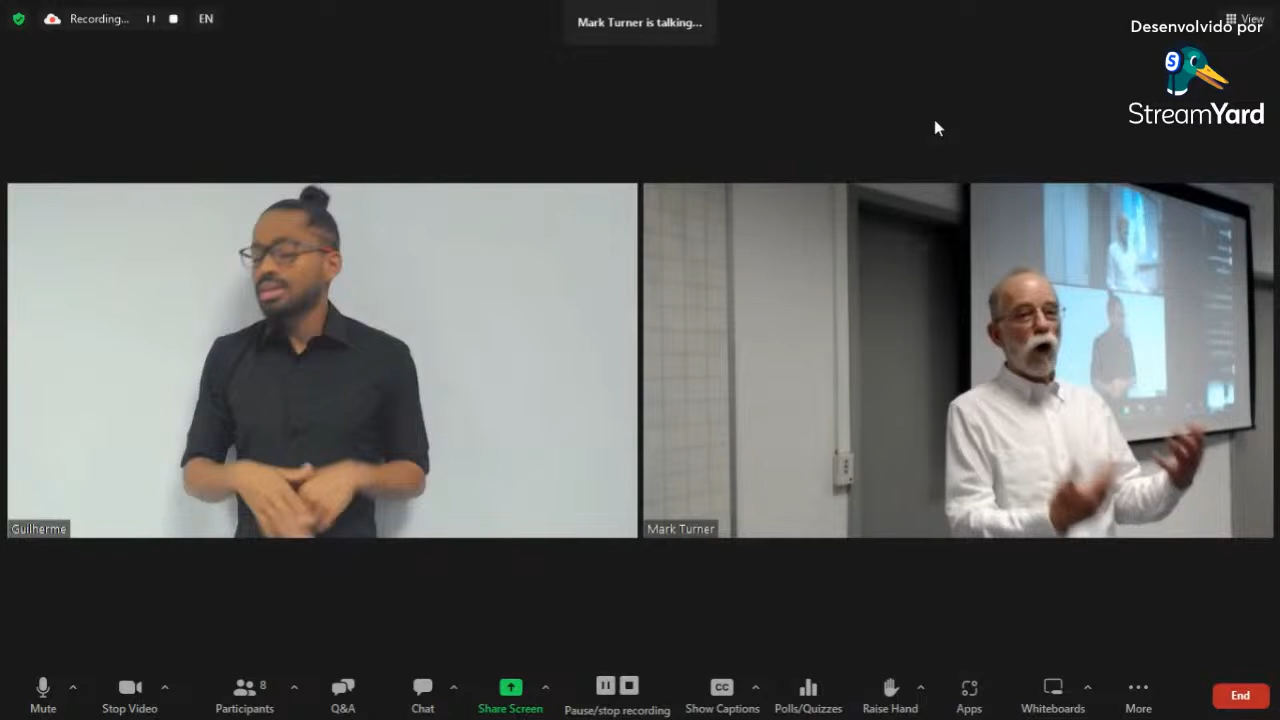 Recording...
EN
Mark Turner is talking...
View
Desenvolvido por
S
StreamYard
Guilherme
Mark Turner
Mute
Stop Video
8
Participants
Q&A
Chat
Share Screen
Pause/stop recording
CC
Show Captions
Polls/Quizzes
Raise Hand
Apps
Whiteboards
More
End